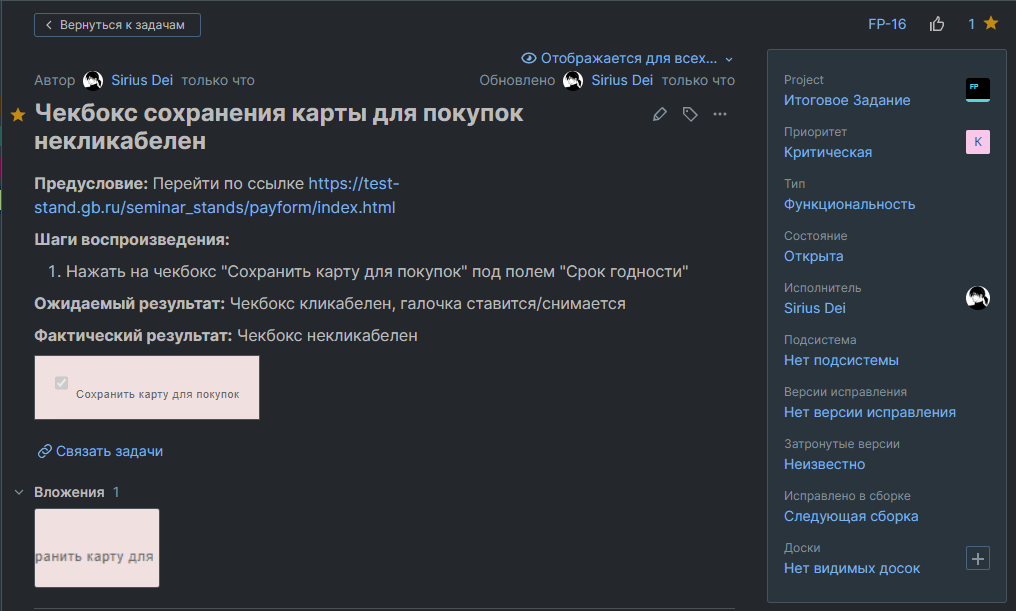 Вернуться к задачам
FP-16
1
Отображается для всех...
Автор Sirius Dei только что
Обновлено Sirius Dei только что
Чекбокс сохранения карты для покупок
некликабелен
Предусловие: Перейти по ссылке https://test-
stand.gb.ru/seminar_stands/payform/index.html
Шаги воспроизведения:
1. Нажать на чекбокс "Сохранить карту для покупок" под полем "Срок годности"
Ожидаемый результат: Чекбокс кликабелен, галочка ставится/снимается
Фактический результат: Чекбокс некликабелен
Сохранить карту для покупок
Связать задачи
Вложения 1
ранить карту для
Project
Итоговое Задание
FP
Приоритет
Критическая
К
Тип
Функциональность
Состояние
Открыта
Исполнитель
Sirius Dei
Подсистема
Нет подсистемы
Версии исправления
Нет версии исправления
Затронутые версии
Неизвестно
Исправлено в сборке
Следующая сборка
Доски
Нет видимых досок